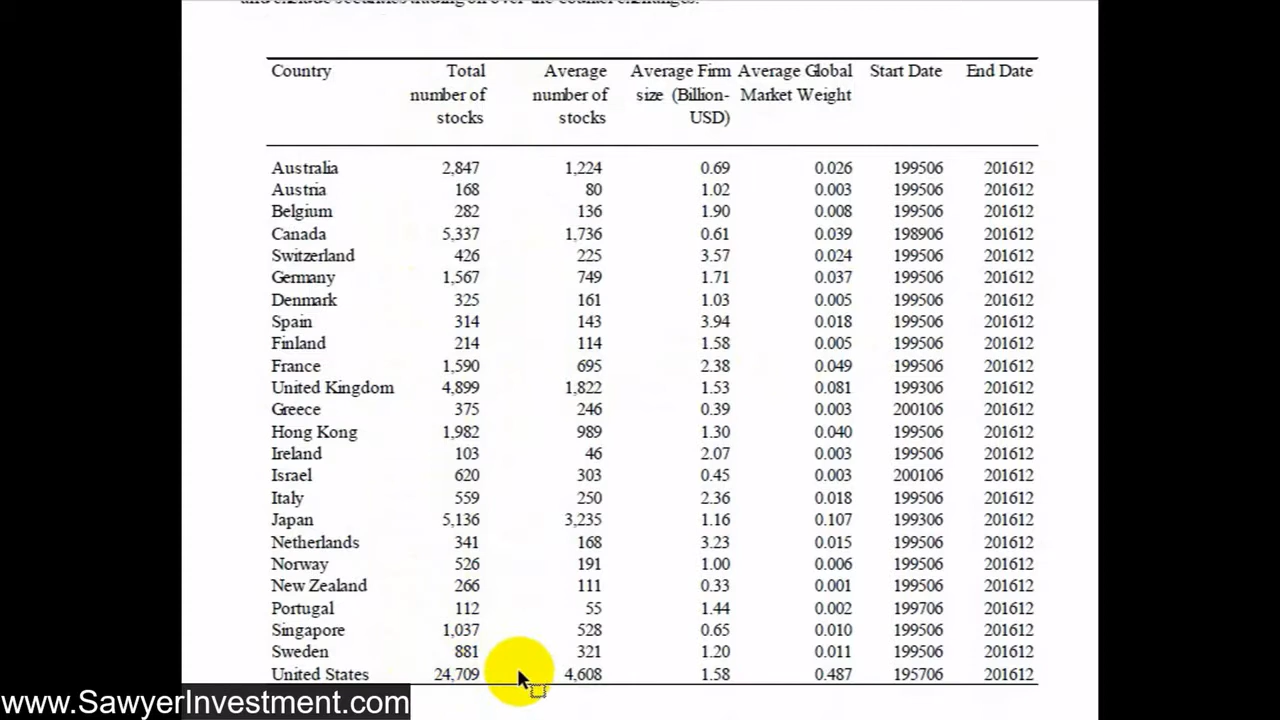 and exclude securities trading on over the counter exchanges.
Country Total number of stocks Average number of stocks Average Firm size (Billion-USD) Average Global Market Weight Start Date End Date
Australia 2,847 1,224 0.69 0.026 199506 201612
Austria 168 80 1.02 0.003 199506 201612
Belgium 282 136 1.90 0.008 199506 201612
Canada 5,337 1,736 0.61 0.039 198906 201612
Switzerland 426 225 3.57 0.024 199506 201612
Germany 1,567 749 1.71 0.037 199506 201612
Denmark 325 161 1.03 0.005 199506 201612
Spain 314 143 3.94 0.018 199506 201612
Finland 214 114 1.58 0.005 199506 201612
France 1,590 695 2.38 0.049 199506 201612
United Kingdom 4,899 1,822 1.53 0.081 199306 201612
Greece 375 246 0.39 0.003 200106 201612
Hong Kong 1,982 989 1.30 0.040 199506 201612
Ireland 103 46 2.07 0.003 199506 201612
Israel 620 303 0.45 0.003 200106 201612
Italy 559 250 2.36 0.018 199506 201612
Japan 5,136 3,235 1.16 0.107 199306 201612
Netherlands 341 168 3.23 0.015 199506 201612
Norway 526 191 1.00 0.006 199506 201612
New Zealand 266 111 0.33 0.001 199506 201612
Portugal 112 55 1.44 0.002 199706 201612
Singapore 1,037 528 0.65 0.010 199506 201612
Sweden 881 321 1.20 0.011 199506 201612
United States 24,709 4,608 1.58 0.487 195706 201612
www.SawyerInvestment.com